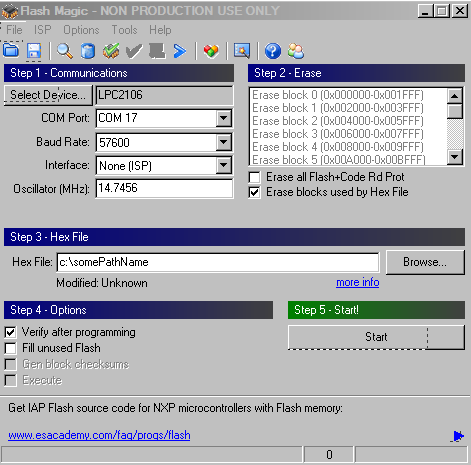 Flash Magic - NON PRODUCTION USE ONLY
File ISP Options Tools Help
Step 1 - Communications
Select Device... LPC2106
COM Port: COM 17
Baud Rate: 57600
Interface: None (ISP)
Oscillator (MHz): 14.7456
Step 2 - Erase
Erase block 0 (0x000000-0x001FFF)
Erase block 1 (0x002000-0x003FFF)
Erase block 2 (0x004000-0x005FFF)
Erase block 3 (0x006000-0x007FFF)
Erase block 4 (0x008000-0x009FFF)
Erase block 5 (0x00A000-0x00BFFF)
Erase all Flash+Code Rd Prot
Erase blocks used by Hex File
Step 3 - Hex File
Hex File: c:\somePathName Browse...
Modified: Unknown more info
Step 4 - Options
Verify after programming
Fill unused Flash
Gen block checksums
Execute
Step 5 - Start!
Start
Get IAP Flash source code for NXP microcontrollers with Flash memory:
www.esacademy.com/faq/progs/flash
0